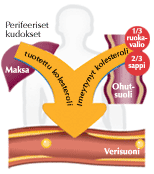 Perifeeriset
kudokset
1/3
ruoka-
valio
2/3
sappi
Maksa
tuotettu kolesteroli
imeytynyt kolesteroli
Ohut-
suoli
Verisuoni